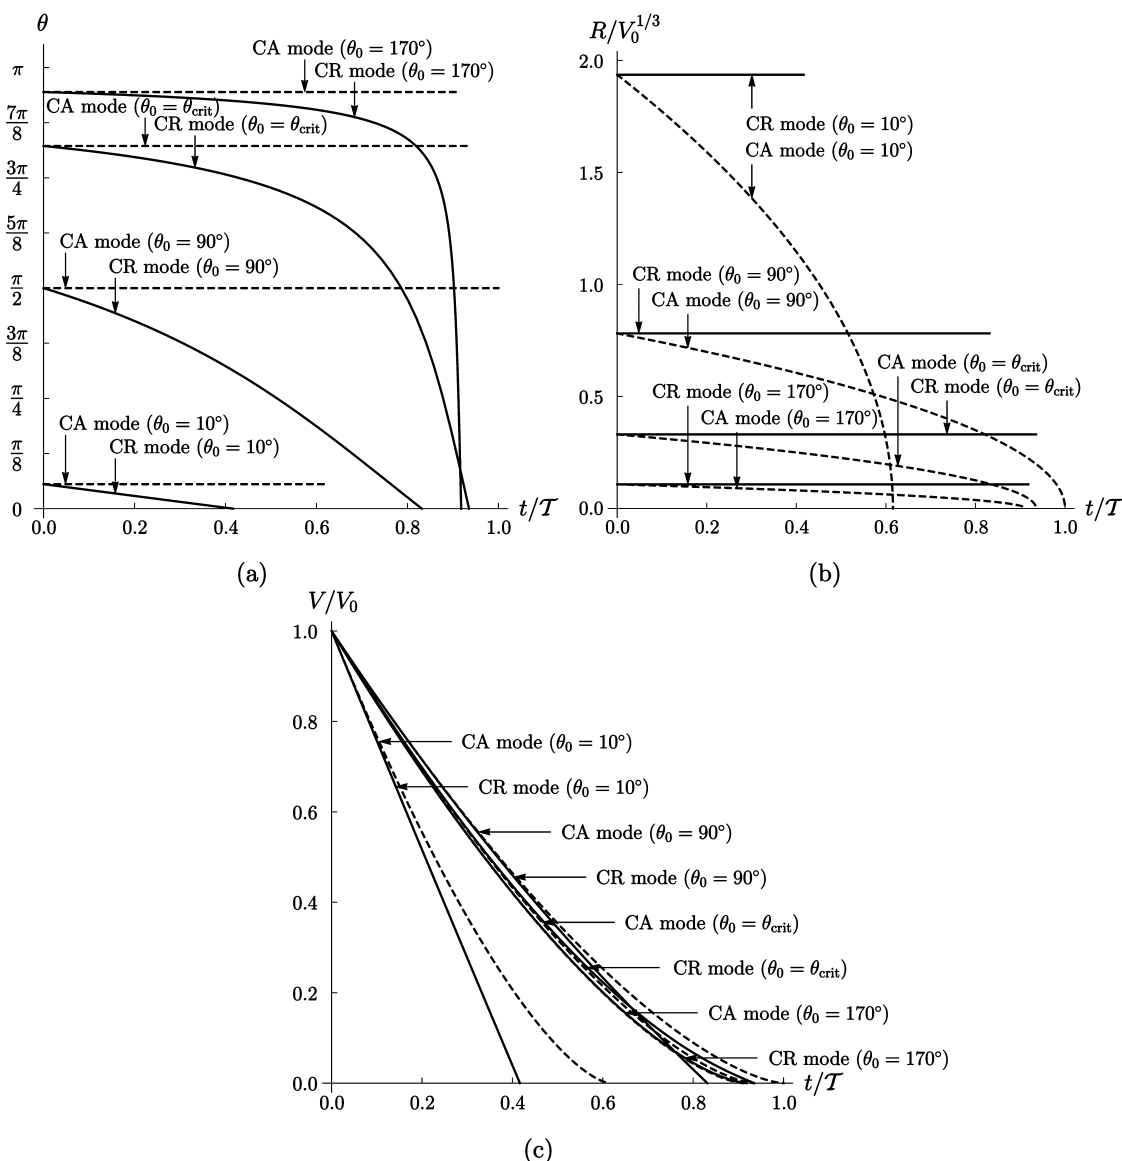 θ
CA mode (θ₀ = 170°)
CR mode (θ₀ = 170°)
π
CA mode (θ₀ = θcrit)
CR mode (θ₀ = θcrit)
7π/8
3π/4
5π/8
CA mode (θ₀ = 90°)
CR mode (θ₀ = 90°)
π/2
3π/8
π/4
CA mode (θ₀ = 10°)
CR mode (θ₀ = 10°)
π/8
0
0.0 0.2 0.4 0.6 0.8 1.0 t/𝒯
(a)
R/V₀^1/3
2.0
CR mode (θ₀ = 10°)
CA mode (θ₀ = 10°)
1.5
CR mode (θ₀ = 90°)
1.0
CA mode (θ₀ = 90°)
CA mode (θ₀ = θcrit)
CR mode (θ₀ = 170°) CR mode (θ₀ = θcrit)
0.5
CA mode (θ₀ = 170°)
0.0
0.0 0.2 0.4 0.6 0.8 1.0 t/𝒯
(b)
V/V₀
1.0
CA mode (θ₀ = 10°)
0.8
CR mode (θ₀ = 10°)
0.6
CA mode (θ₀ = 90°)
CR mode (θ₀ = 90°)
0.4
CA mode (θ₀ = θcrit)
CR mode (θ₀ = θcrit)
0.2
CA mode (θ₀ = 170°)
CR mode (θ₀ = 170°)
0.0
0.0 0.2 0.4 0.6 0.8 1.0 t/𝒯
(c)